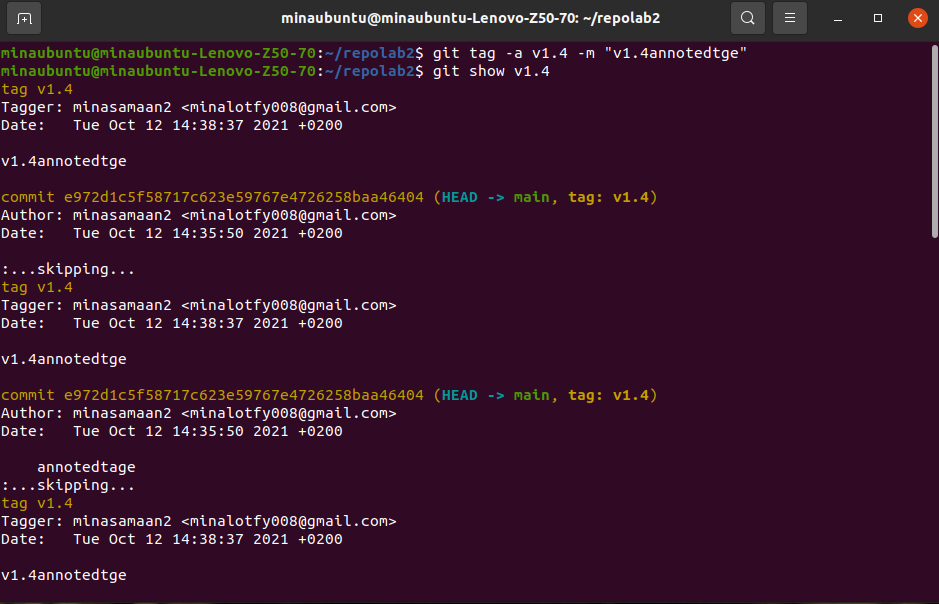 minaubuntu@minaubuntu-Lenovo-Z50-70: ~/repolab2
minaubuntu@minaubuntu-Lenovo-Z50-70:~/repolab2$ git tag -a v1.4 -m "v1.4annotedtge"
minaubuntu@minaubuntu-Lenovo-Z50-70:~/repolab2$ git show v1.4
tag v1.4
Tagger: minasamaan2 <minalotfy008@gmail.com>
Date:   Tue Oct 12 14:38:37 2021 +0200
v1.4annotedtge
commit e972d1c5f58717c623e59767e4726258baa46404 (HEAD -> main, tag: v1.4)
Author: minasamaan2 <minalotfy008@gmail.com>
Date:   Tue Oct 12 14:35:50 2021 +0200
:...skipping...
tag v1.4
Tagger: minasamaan2 <minalotfy008@gmail.com>
Date:   Tue Oct 12 14:38:37 2021 +0200
v1.4annotedtge
commit e972d1c5f58717c623e59767e4726258baa46404 (HEAD -> main, tag: v1.4)
Author: minasamaan2 <minalotfy008@gmail.com>
Date:   Tue Oct 12 14:35:50 2021 +0200
    annotedtage
:...skipping...
tag v1.4
Tagger: minasamaan2 <minalotfy008@gmail.com>
Date:   Tue Oct 12 14:38:37 2021 +0200
v1.4annotedtge